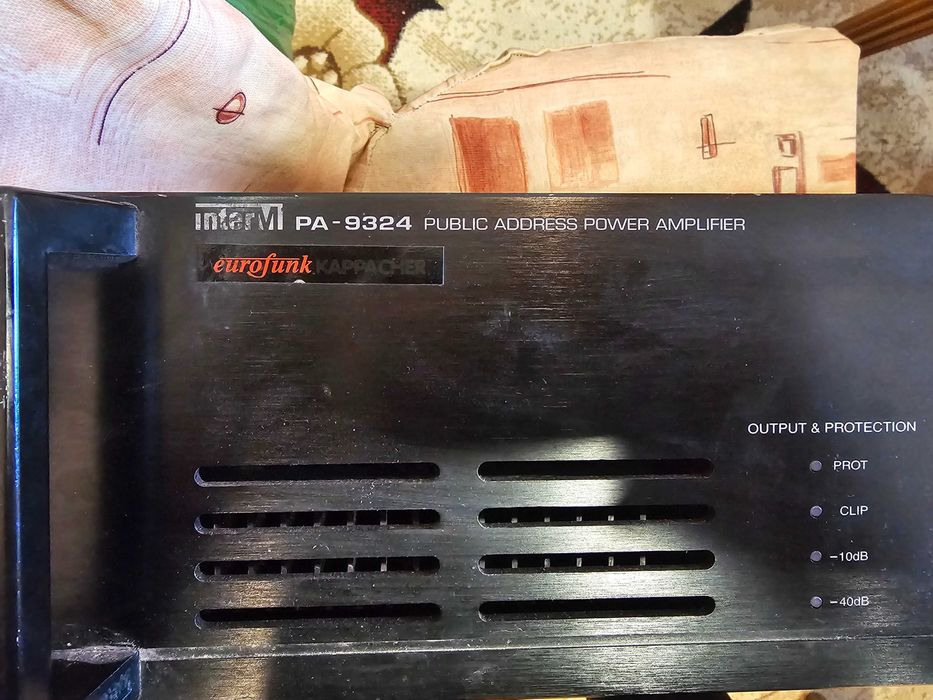 interM PA-9324 PUBLIC ADDRESS POWER AMPLIFIER
eurofunk KAPPACHER
OUTPUT & PROTECTION
PROT
CLIP
-10dB
-40dB